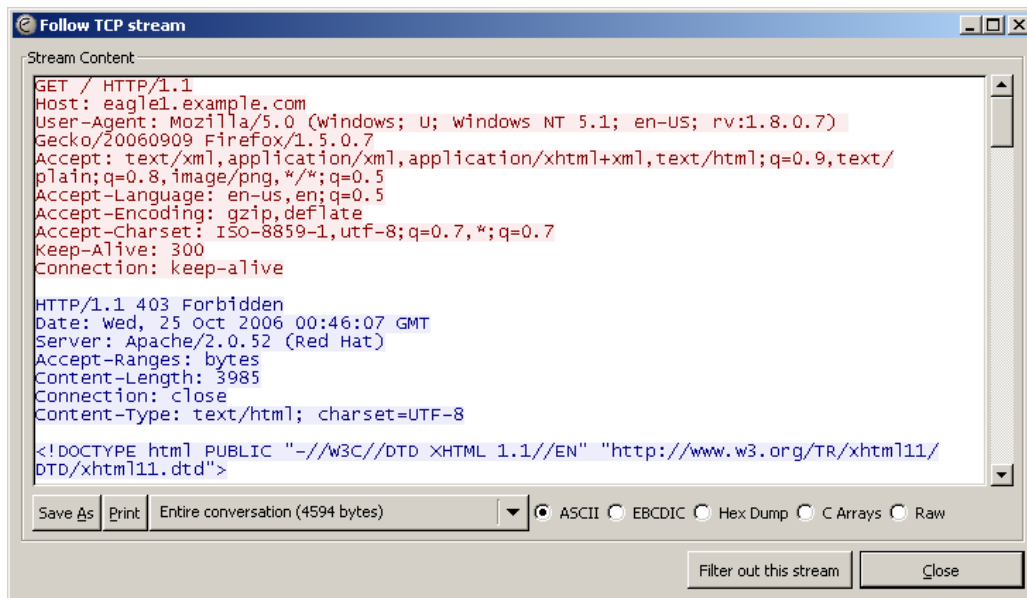 Follow TCP stream
Stream Content
GET / HTTP/1.1
Host: eagle1.example.com
User-Agent: Mozilla/5.0 (Windows; U; Windows NT 5.1; en-US; rv:1.8.0.7)
Gecko/20060909 Firefox/1.5.0.7
Accept: text/xml,application/xml,application/xhtml+xml,text/html;q=0.9,text/
plain;q=0.8,image/png,*/*;q=0.5
Accept-Language: en-us,en;q=0.5
Accept-Encoding: gzip,deflate
Accept-Charset: ISO-8859-1,utf-8;q=0.7,*;q=0.7
Keep-Alive: 300
Connection: keep-alive
HTTP/1.1 403 Forbidden
Date: Wed, 25 Oct 2006 00:46:07 GMT
Server: Apache/2.0.52 (Red Hat)
Accept-Ranges: bytes
Content-Length: 3985
Connection: close
Content-Type: text/html; charset=UTF-8
<!DOCTYPE html PUBLIC "-//W3C//DTD XHTML 1.1//EN" "http://www.w3.org/TR/xhtml11/
DTD/xhtml11.dtd">
Save As Print Entire conversation (4594 bytes) ASCII EBCDIC Hex Dump C Arrays Raw
Filter out this stream Close